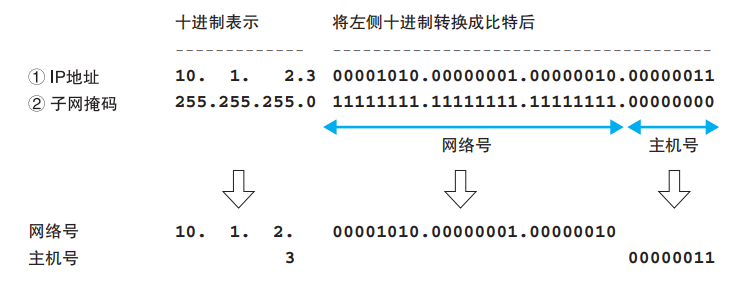 十进制表示 将左侧十进制转换成比特后
① IP地址 10. 1. 2.3 00001010.00000001.00000010.00000011
② 子网掩码 255.255.255.0 11111111.11111111.11111111.00000000
网络号 主机号
网络号 10. 1. 2. 00001010.00000001.00000010
主机号 3 00000011